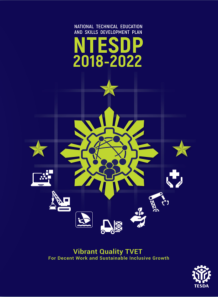 NATIONAL TECHNICAL EDUCATION
AND SKILLS DEVELOPMENT PLAN
NTESDP
2018-2022
Vibrant Quality TVET
For Decent Work and Sustainable Inclusive Growth
TESDA